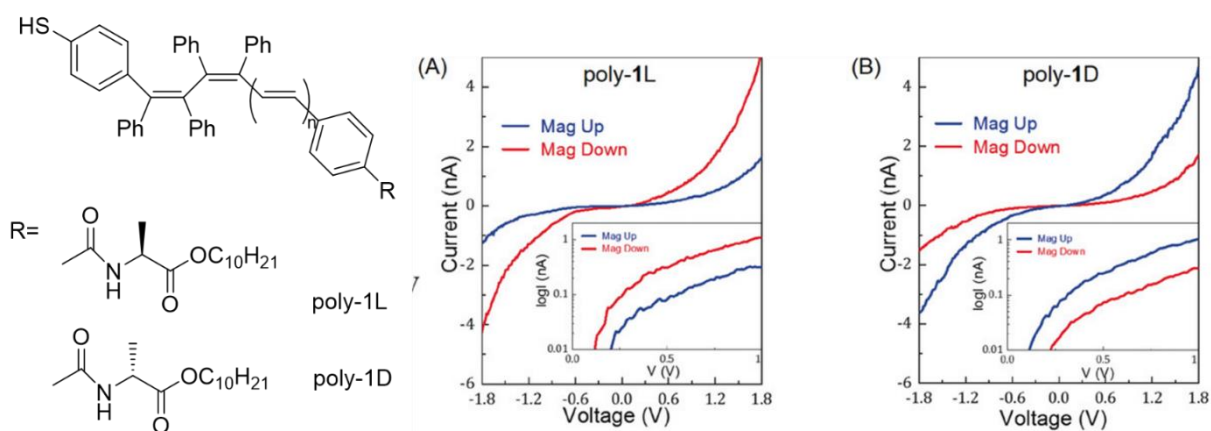 HS
Ph Ph Ph
Ph Ph Ph
n
R
R=
O
N
H
O
OC10H21
poly-1L
O
N
H
O
OC10H21
poly-1D
(A)
poly-1L
Mag Up
Mag Down
Current (nA)
4
2
0
-2
-4
-6
-1.8 -1.2 -0.6 0.0 0.6 1.2 1.8
Voltage (V)
Mag Up
Mag Down
logI (nA)
1
0.1
0.01
0.0 0.5 1
V (V)
(B)
poly-1D
Mag Up
Mag Down
Current (nA)
4
2
0
-2
-4
-6
-1.8 -1.2 -0.6 0.0 0.6 1.2 1.8
Voltage (V)
Mag Up
Mag Down
logI (nA)
1
0.1
0.01
0.0 0.5 1
V (V)